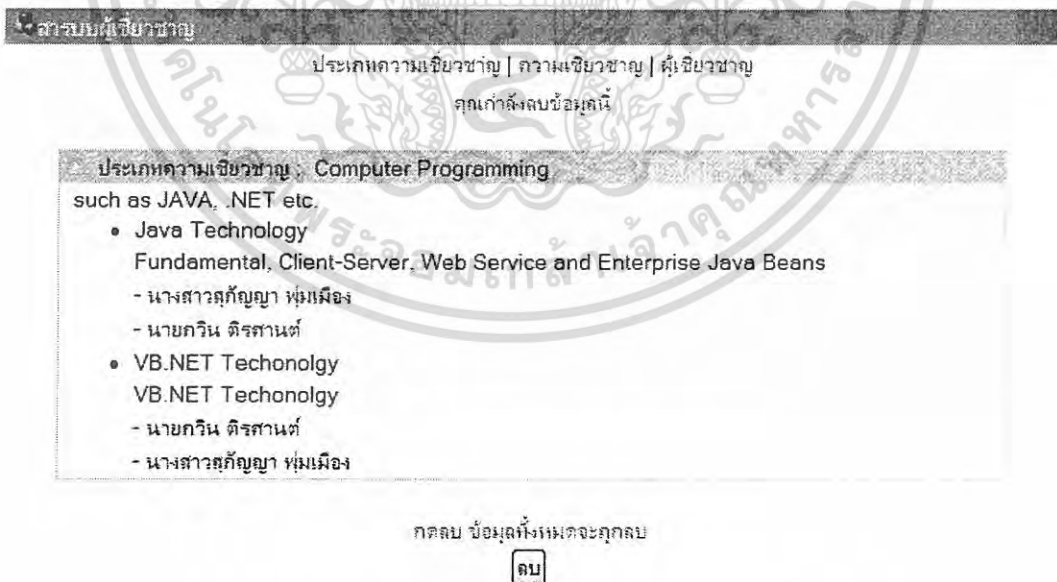 สารบบผู้เชี่ยวชาญ
ประเภทความเชี่ยวชาญ | ความเชี่ยวชาญ | ผู้เชี่ยวชาญ
คุณกำลังลบข้อมูลนี้
ประเภทความเชี่ยวชาญ : Computer Programming
such as JAVA, .NET etc.
• Java Technology
Fundamental, Client-Server, Web Service and Enterprise Java Beans
- นางสาวสุกัญญา พุ่มเมือง
- นายกวิน ติรสานต์
• VB.NET Techonolgy
VB.NET Techonolgy
- นายกวิน ติรสานต์
- นางสาวสุกัญญา พุ่มเมือง
กดลบ ข้อมูลทั้งหมดจะถูกลบ
ลบ